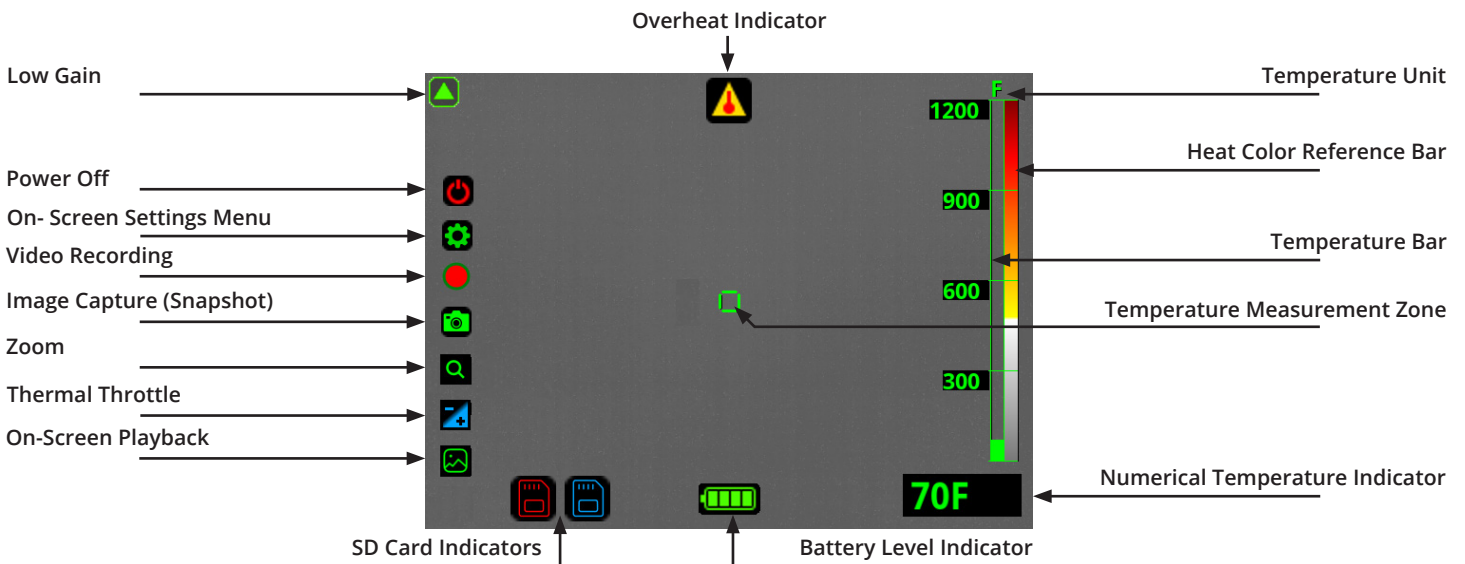 Overheat Indicator
Low Gain
Temperature Unit
F
1200
Heat Color Reference Bar
Power Off
900
On- Screen Settings Menu
Temperature Bar
Video Recording
600
Image Capture (Snapshot)
Temperature Measurement Zone
Zoom
300
Thermal Throttle
On-Screen Playback
Numerical Temperature Indicator
70F
SD Card Indicators
Battery Level Indicator